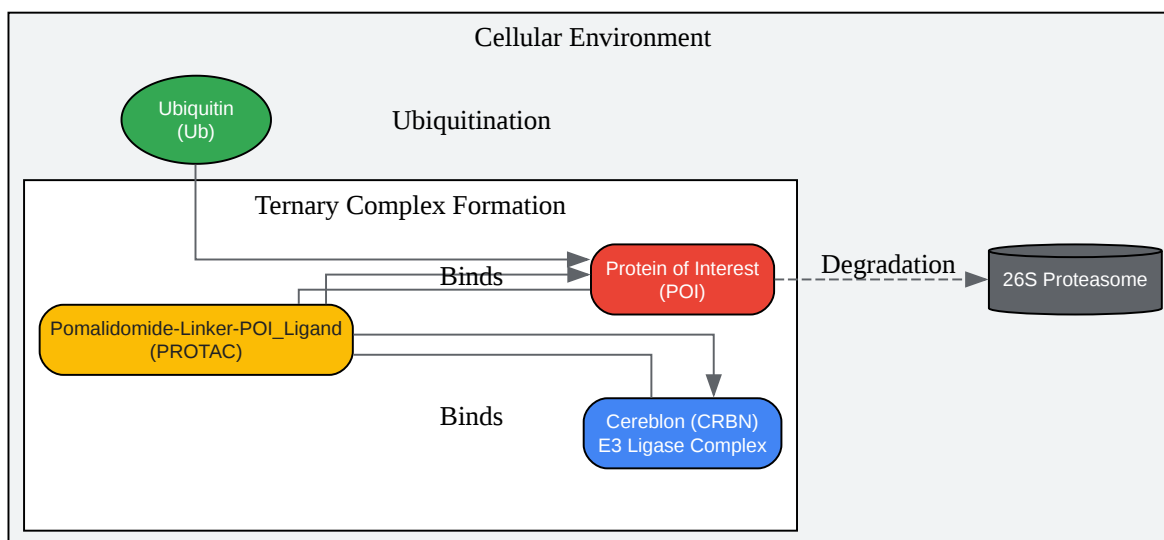 Cellular Environment
Ubiquitin
(Ub)
Ubiquitination
Ternary Complex Formation
Protein of Interest
(POI)
Binds
Degradation
26S Proteasome
Pomalidomide-Linker-POI_Ligand
(PROTAC)
Binds
Cereblon (CRBN)
E3 Ligase Complex